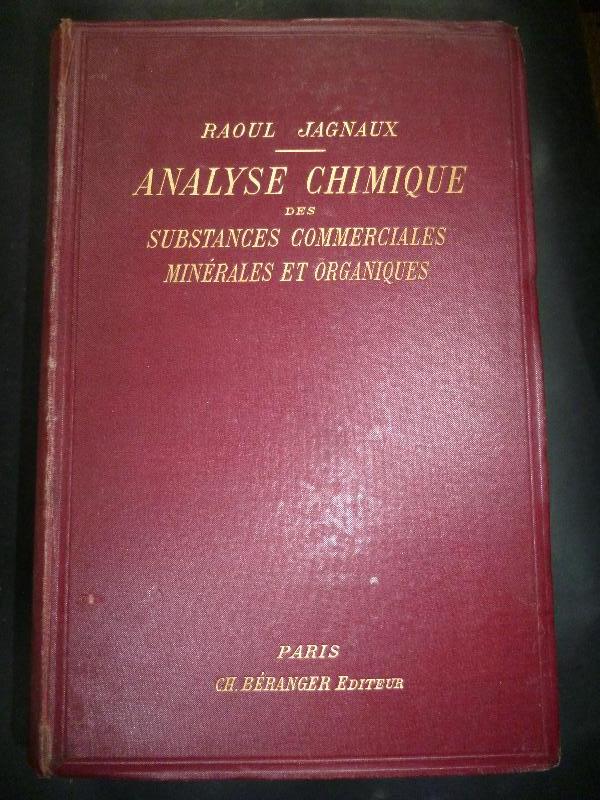 RAOUL JAGNAUX
ANALYSE CHIMIQUE
DES
SUBSTANCES COMMERCIALES
MINÉRALES ET ORGANIQUES
PARIS
CH. BÉRANGER EDITEUR